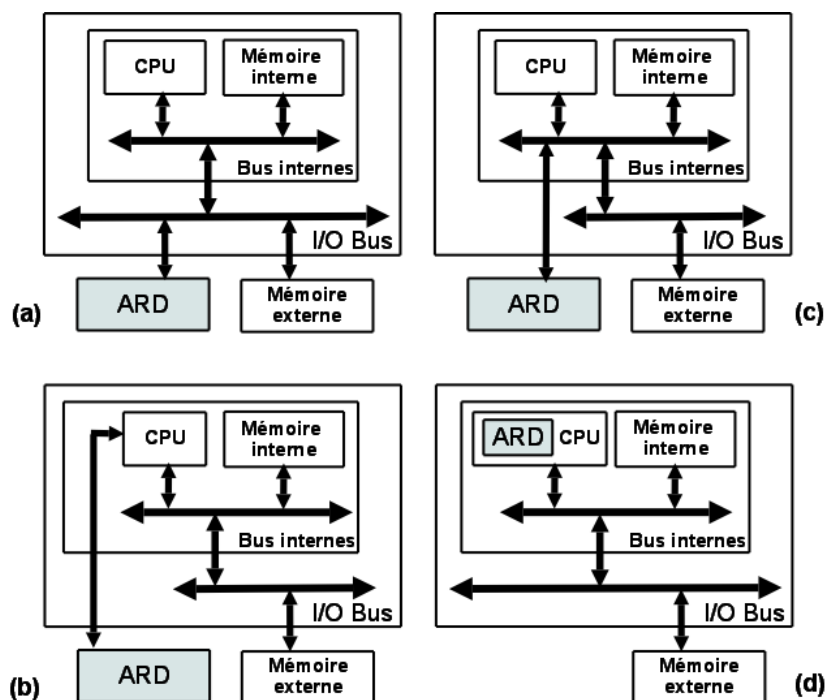 CPU
Mémoire
interne
Bus internes
I/O Bus
ARD
Mémoire
externe
(a)
CPU
Mémoire
interne
Bus internes
I/O Bus
ARD
Mémoire
externe
(c)
CPU
Mémoire
interne
Bus internes
I/O Bus
ARD
Mémoire
externe
(b)
ARD CPU
Mémoire
interne
Bus internes
I/O Bus
Mémoire
externe
(d)